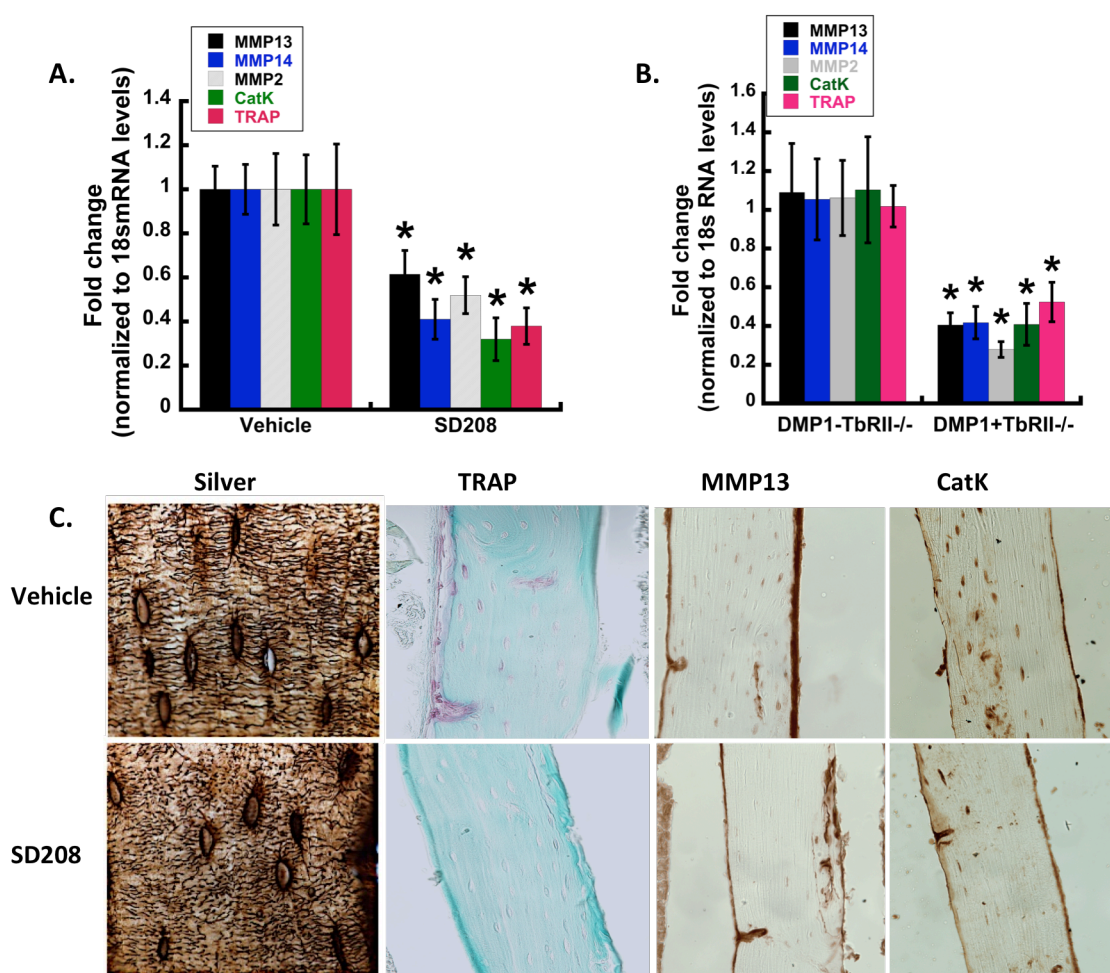 A.
MMP13
MMP14
MMP2
CatK
TRAP
Fold change
(normalized to 18smRNA levels)
1.4
1.2
1
0.8
0.6
0.4
0.2
0
* * * * *
Vehicle
SD208
B.
MMP13
MMP14
MMP2
CatK
TRAP
Fold change
(normalized to 18s RNA levels)
1.6
1.4
1.2
1
0.8
0.6
0.4
0.2
0
* * * * *
DMP1-TbRII-/-
DMP1+TbRII-/-
C.
Silver
TRAP
MMP13
CatK
Vehicle
SD208